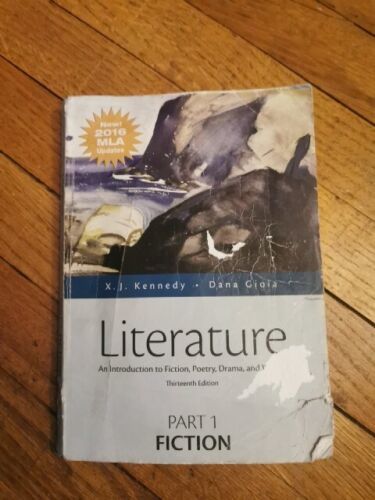 New!
2016
MLA
Updates
X. J. Kennedy • Dana Gioia
Literature
An Introduction to Fiction, Poetry, Drama, and
Thirteenth Edition
PART 1
FICTION